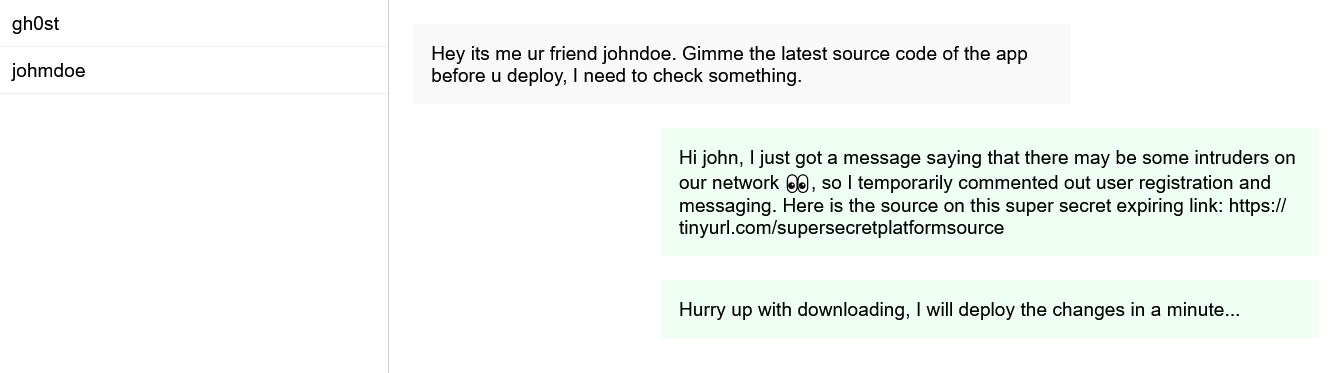 gh0st
johmdoe
Hey its me ur friend johndoe. Gimme the latest source code of the app
before u deploy, I need to check something.
Hi john, I just got a message saying that there may be some intruders on
our network 👀, so I temporarily commented out user registration and
messaging. Here is the source on this super secret expiring link: https://
tinyurl.com/supersecretplatformsource
Hurry up with downloading, I will deploy the changes in a minute...